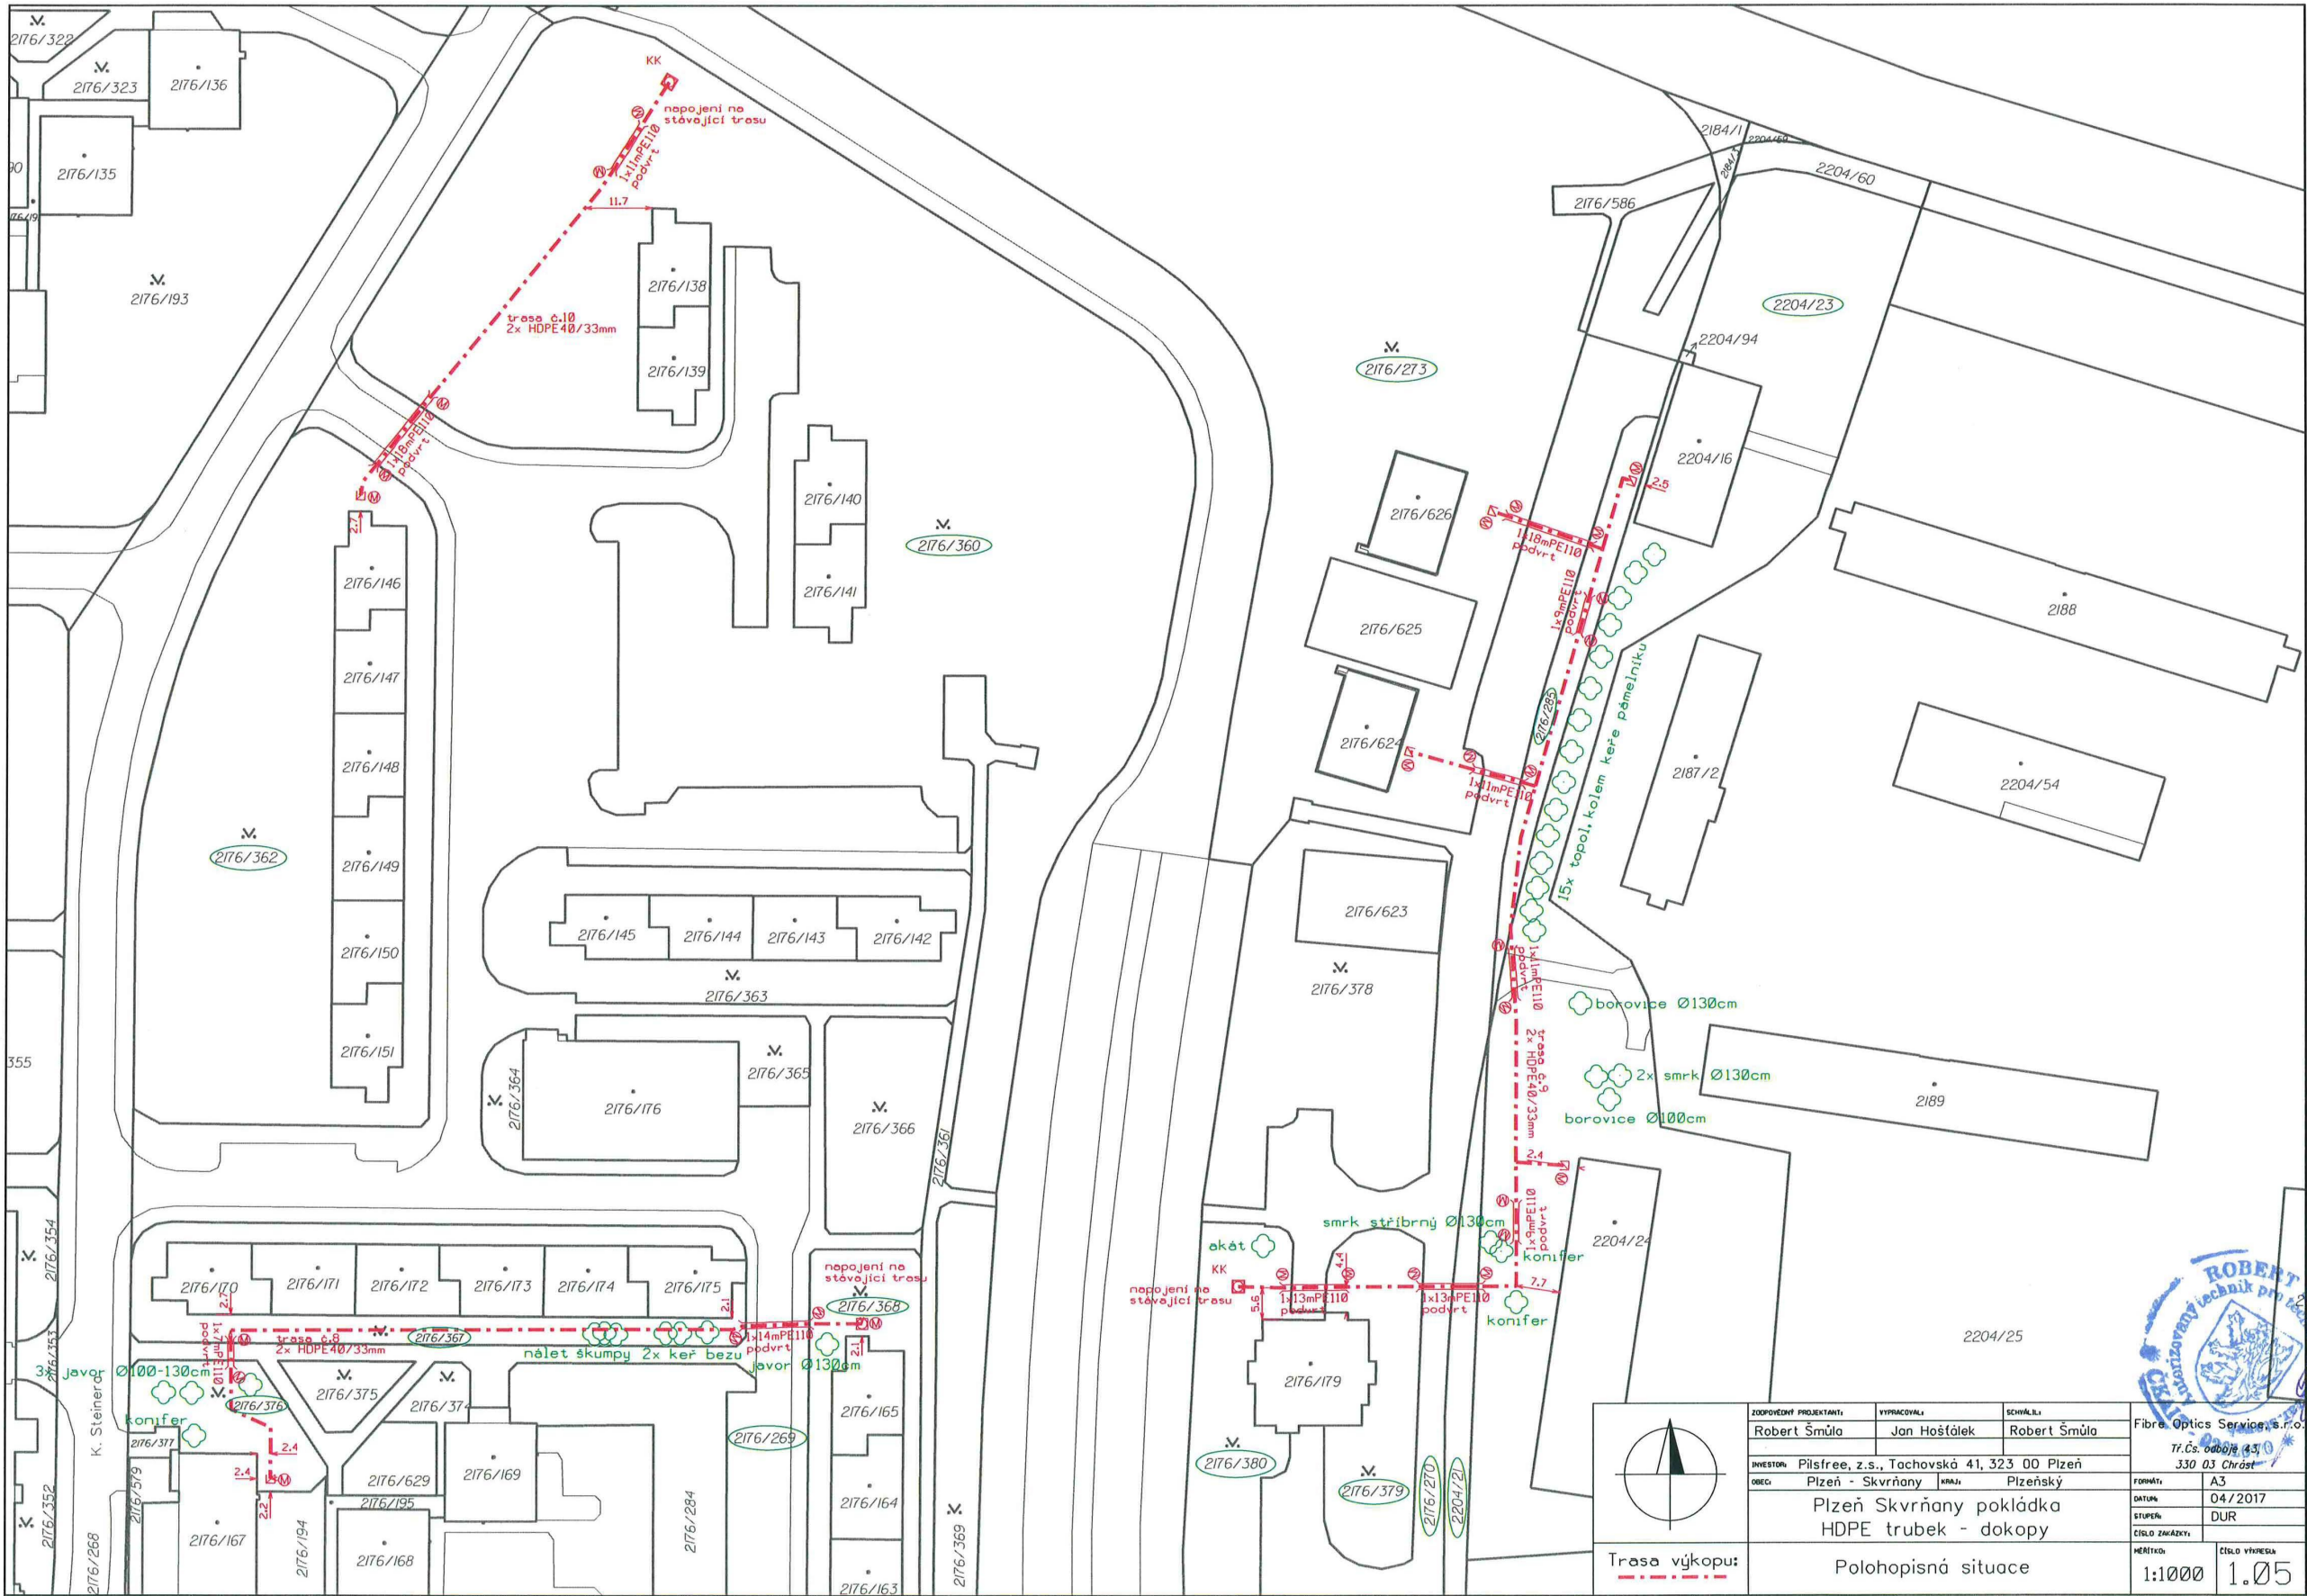 2176/322
2176/323
2176/136
2176/135
2176/193
KK
napojení na
stávající trasu
1x11mPE110
podvrt
11.7
trasa č.10
2x HDPE40/33mm
2176/138
2176/139
1x18mPE110
podvrt
2.7
2176/140
2176/141
2176/360
2176/146
2176/147
2176/148
2176/149
2176/150
2176/151
2176/362
355
2176/145
2176/144
2176/143
2176/142
2176/363
2176/364
2176/176
2176/365
2176/366
2176/361
2176/354
2176/353
2176/352
K. Steinera
2176/268
2176/170
2176/171
2176/172
2176/173
2176/174
2176/175
2.7
2.1
1x7mPE110
podvrt
trasa č.8
2x HDPE40/33mm
2176/367
nálet škumpy
2x keř bezu
1x14mPE110
podvrt
napojení na
stávající trasu
2176/368
javor Ø130cm
2.1
3x javor Ø100-130cm
konifer
2176/376
2176/375
2176/374
2176/377
2176/579
2.4
2.4
2.2
2176/167
2176/194
2176/629
2176/195
2176/168
2176/169
2176/284
2176/269
2176/165
2176/164
2176/163
2176/369
2184/1
2184/3
2204/59
2204/60
2176/586
2204/23
2204/94
2176/273
2204/16
2.5
2176/626
2176/625
2176/624
1x18mPE110
podvrt
1x9mPE110
podvrt
2176/285
1x11mPE110
podvrt
15x topol, kolem keře pámelníku
2188
2187/2
2204/54
2176/623
2176/378
1x11mPE110
podvrt
trasa č.9
2x HDPE40/33mm
borovice Ø130cm
2x smrk Ø130cm
borovice Ø100cm
2189
2.4
1x9mPE110
podvrt
smrk stříbrný Ø130cm
konifer
akát
KK
napojení na
stávající trasu
5.6
4.4
1x13mPE110
podvrt
1x13mPE110
podvrt
7.7
konifer
2204/24
2204/25
2176/179
2176/380
2176/379
2176/270
2204/21
ZODPOVĚDNÝ PROJEKTANT:
Robert Šmůla
VYPRACOVAL:
Jan Hošťálek
SCHVÁLIL:
Robert Šmůla
Fibre Optics Service, s.r.o.
Tř.Čs. odboje 43,
330 03 Chrást
INVESTOR: Pilsfree, z.s., Tachovská 41, 323 00 Plzeň
OBEC: Plzeň - Skvrňany
KRAJ: Plzeňský
FORMÁT: A3
DATUM: 04/2017
STUPEŇ: DUR
ČÍSLO ZAKÁZKY:
Plzeň Skvrňany pokládka
HDPE trubek - dokopy
Trasa výkopu:
Polohopisná situace
MĚŘÍTKO:
1:1000
ČÍSLO VÝKRESU:
1.05
ROBERT